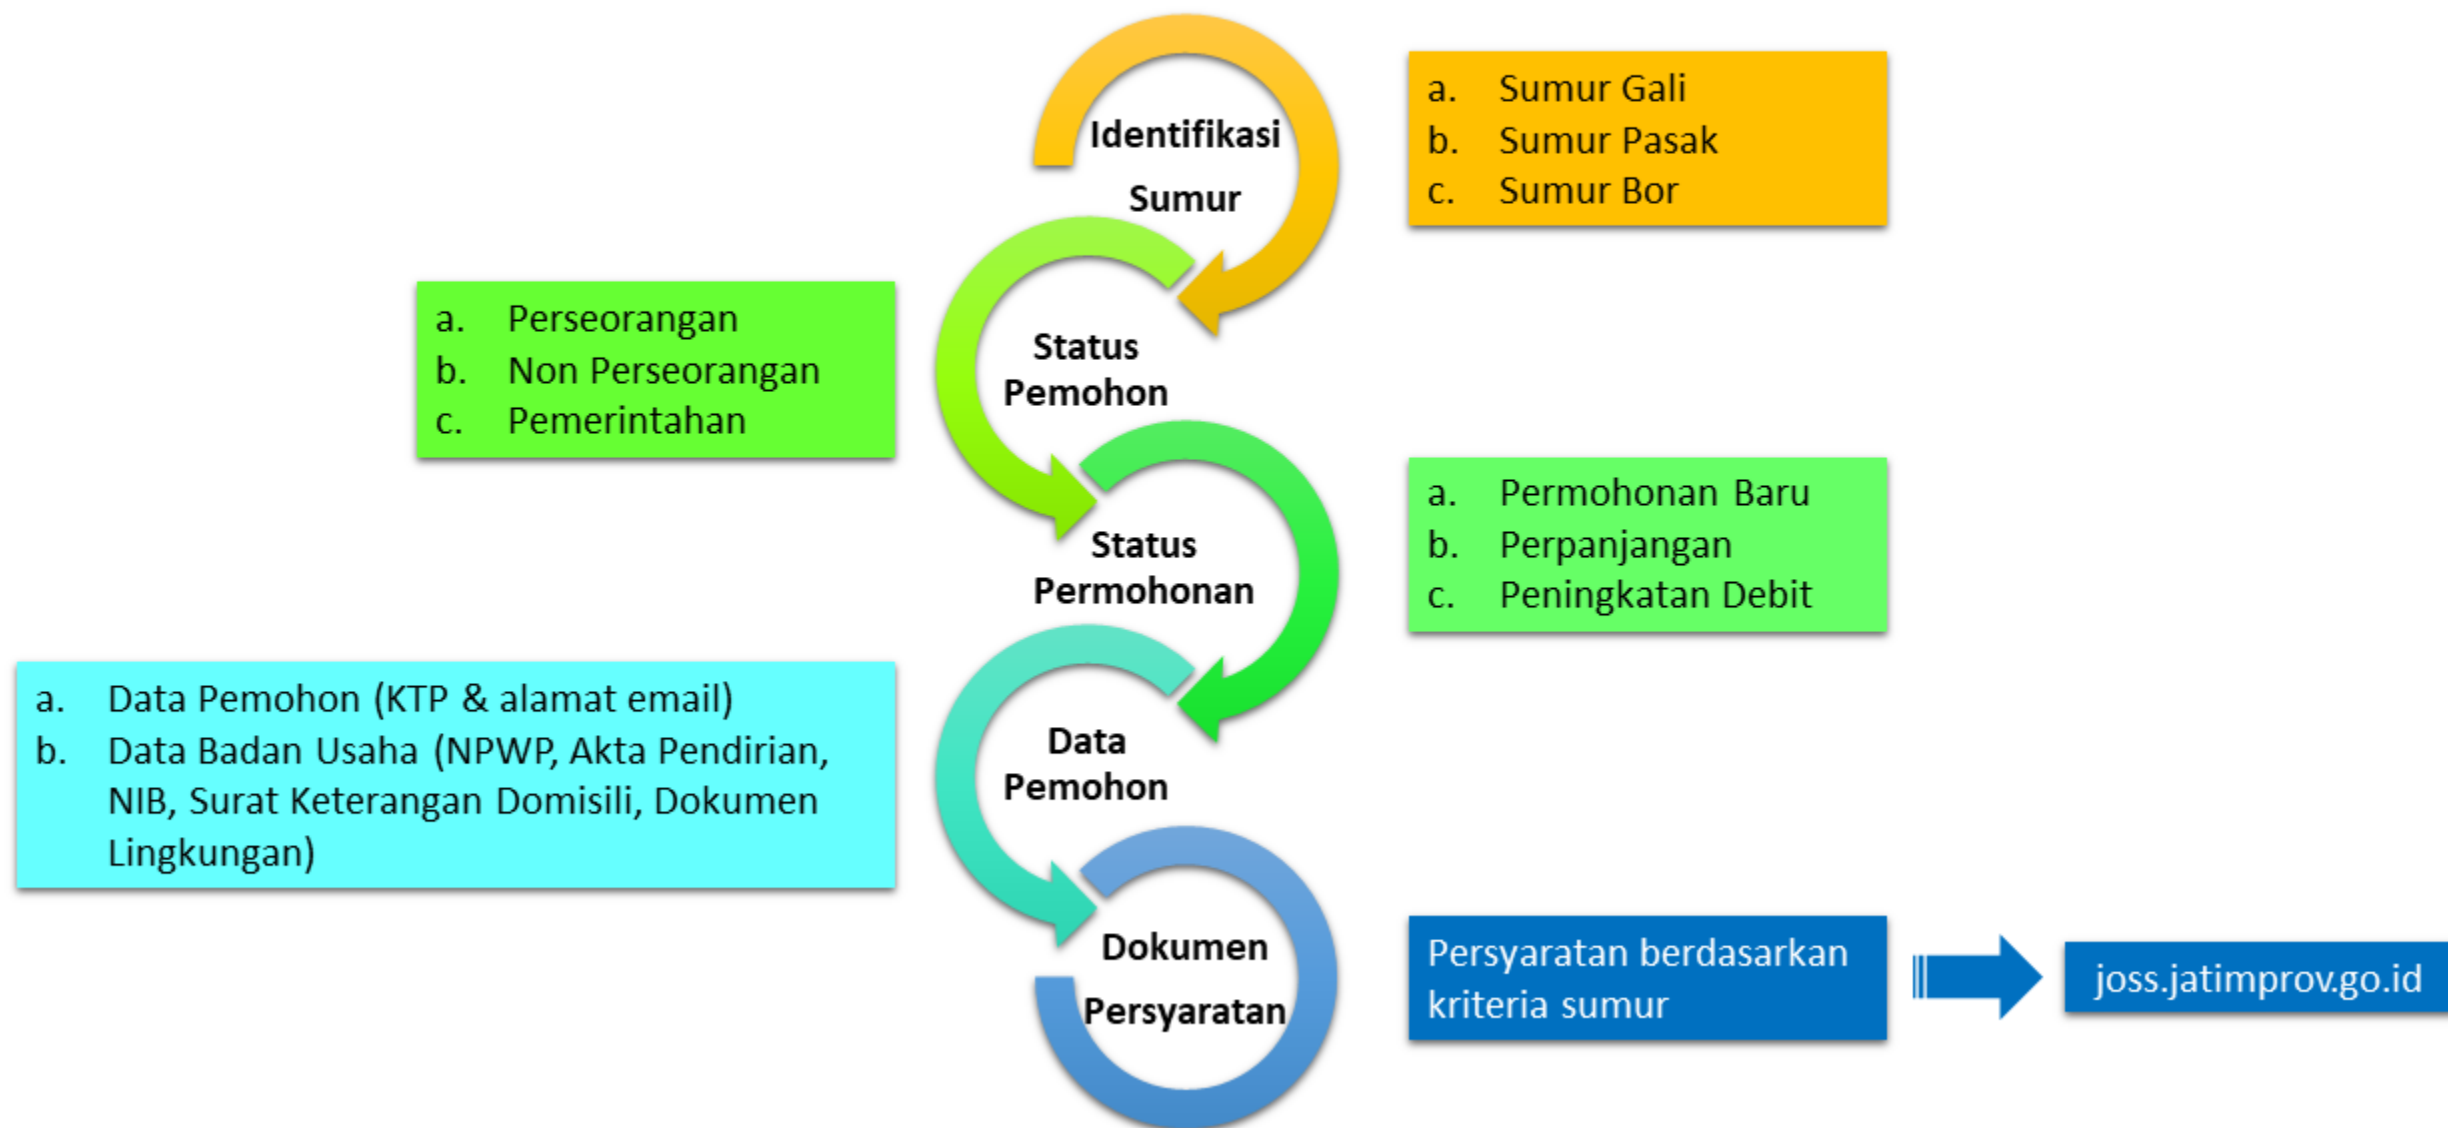 Identifikasi
Sumur
a. Sumur Gali
b. Sumur Pasak
c. Sumur Bor
a. Perseorangan
b. Non Perseorangan
c. Pemerintahan
Status
Pemohon
Status
Permohonan
a. Permohonan Baru
b. Perpanjangan
c. Peningkatan Debit
a. Data Pemohon (KTP & alamat email)
b. Data Badan Usaha (NPWP, Akta Pendirian,
NIB, Surat Keterangan Domisili, Dokumen
Lingkungan)
Data
Pemohon
Dokumen
Persyaratan
Persyaratan berdasarkan
kriteria sumur
joss.jatimprov.go.id